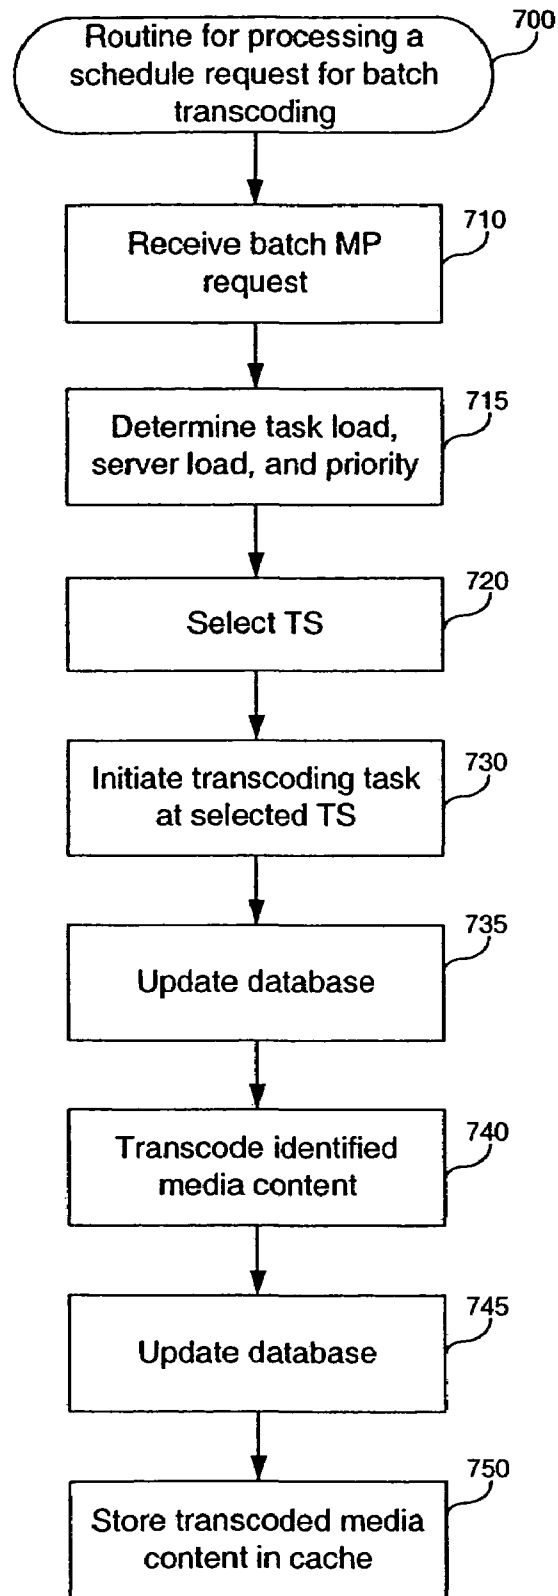 700
Routine for processing a
schedule request for batch
transcoding
710
Receive batch MP
request
715
Determine task load,
server load, and priority
720
Select TS
730
Initiate transcoding task
at selected TS
735
Update database
740
Transcode identified
media content
745
Update database
750
Store transcoded media
content in cache